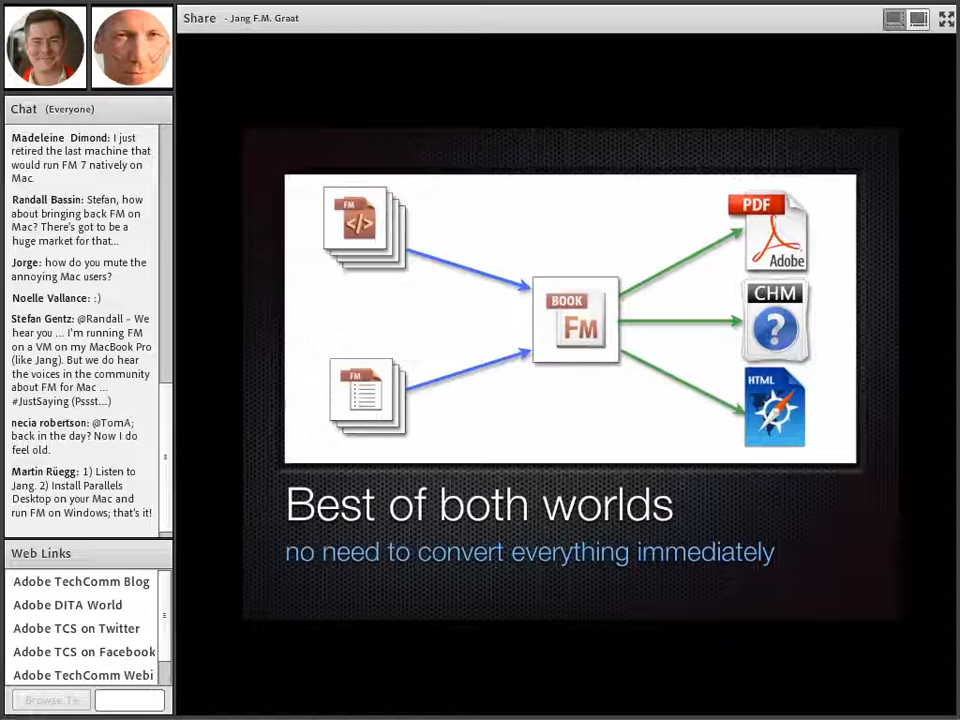 Share - Jang F.M. Graat
Chat (Everyone)
Madeleine Dimond: I just
retired the last machine that
would run FM 7 natively on
Mac.
Randall Bassin: Stefan, how
about bringing back FM on
Mac? There's got to be a
huge market for that...
Jorge: how do you mute the
annoying Mac users?
Noelle Vallance: :)
Stefan Gentz: @Randall - We
hear you ... I'm running FM
on a VM on my MacBook Pro
(like Jang). But we do hear
the voices in the community
about FM for Mac ...
#JustSaying (Pssst...)
necia robertson: @TomA;
back in the day? Now I do
feel old.
Martin Rüegg: 1) Listen to
Jang. 2) Install Parallels
Desktop on your Mac and
run FM on Windows; that's it!
Web Links
Adobe TechComm Blog
Adobe DITA World
Adobe TCS on Twitter
Adobe TCS on Facebook
Adobe TechComm Webi
Browse To
FM
</>
FM
BOOK
Fm
PDF
Adobe
CHM
?
HTML
Best of both worlds
no need to convert everything immediately